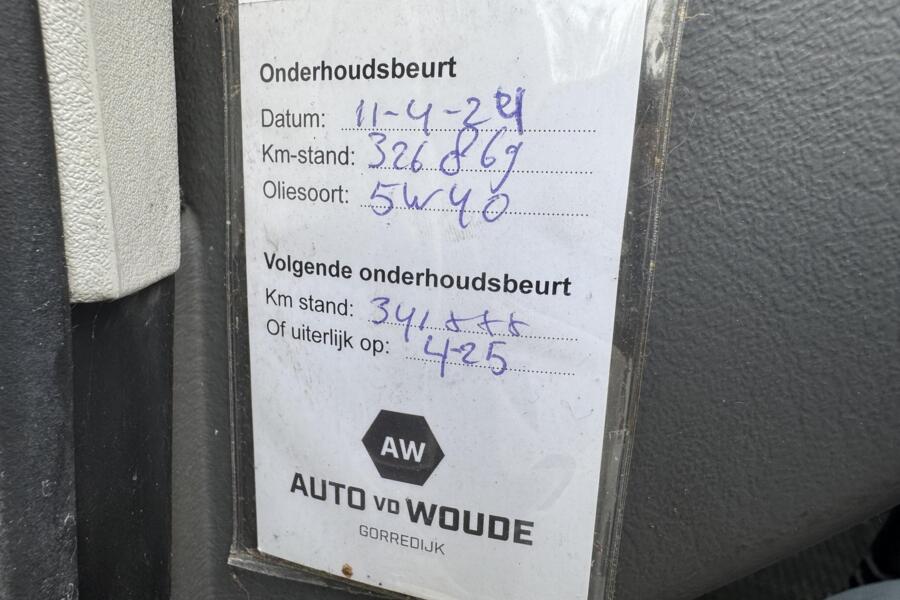 Onderhoudsbeurt
Datum: 11-4-24
Km-stand: 326869
Oliesoort: 5W40
Volgende onderhoudsbeurt
Km stand: 341xxx
Of uiterlijk op: 4-25
AW
AUTO VD WOUDE
GORREDIJK